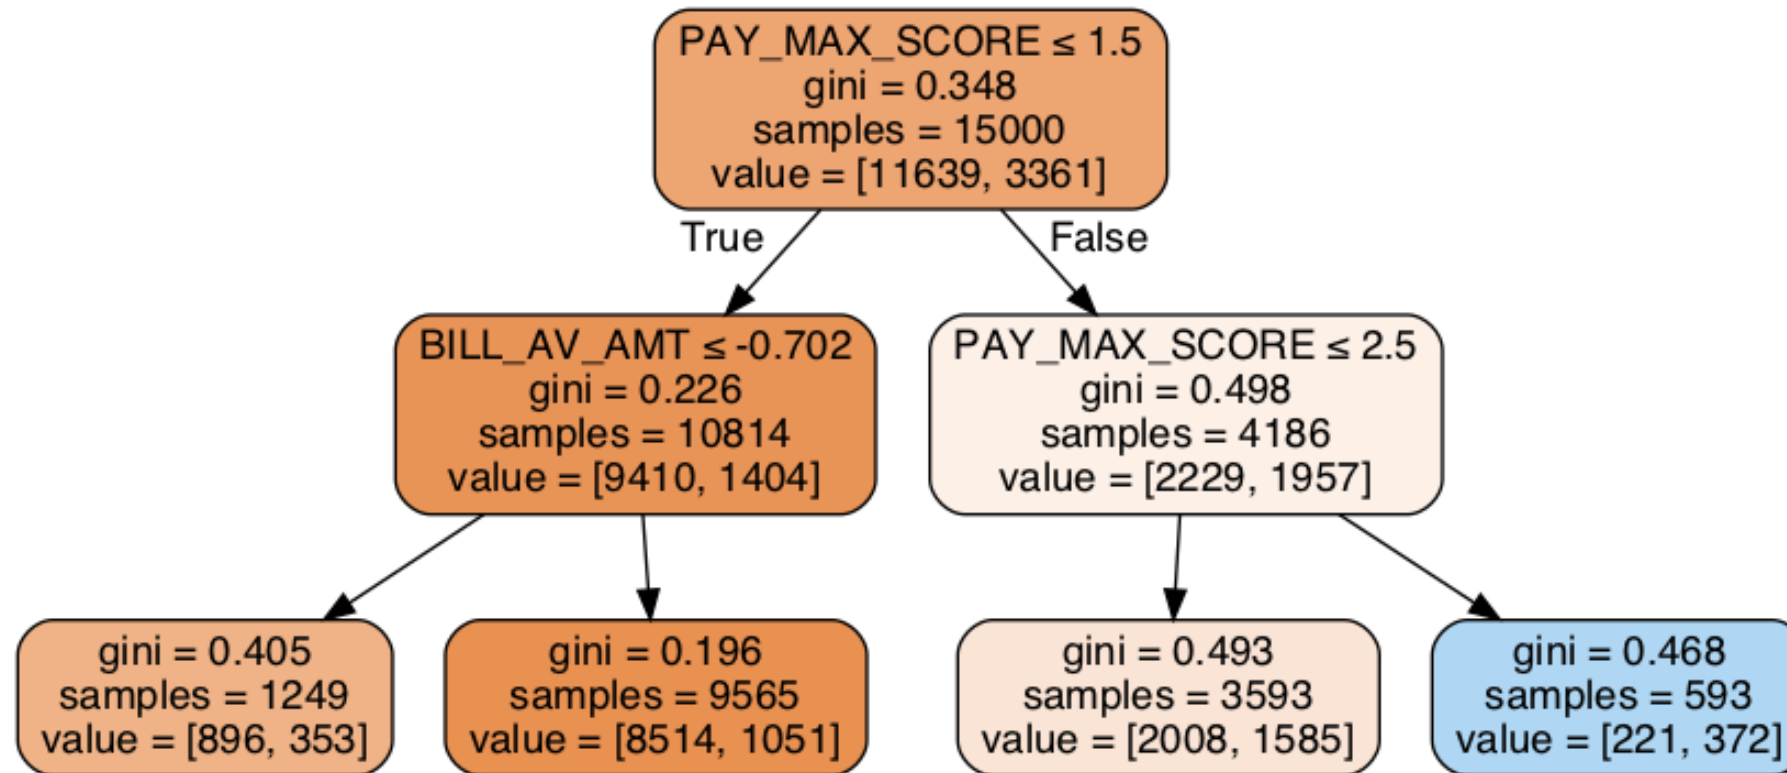 PAY_MAX_SCORE ≤ 1.5
gini = 0.348
samples = 15000
value = [11639, 3361]
True
False
BILL_AV_AMT ≤ -0.702
gini = 0.226
samples = 10814
value = [9410, 1404]
PAY_MAX_SCORE ≤ 2.5
gini = 0.498
samples = 4186
value = [2229, 1957]
gini = 0.405
samples = 1249
value = [896, 353]
gini = 0.196
samples = 9565
value = [8514, 1051]
gini = 0.493
samples = 3593
value = [2008, 1585]
gini = 0.468
samples = 593
value = [221, 372]